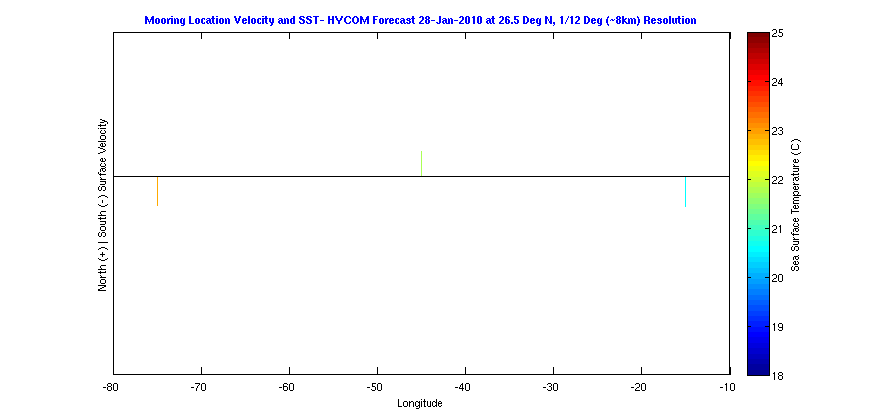 Mooring Location Velocity and SST- HYCOM Forecast 28-Jan-2010 at 26.5 Deg N, 1/12 Deg (~8km) Resolution
North (+) | South (-) Surface Velocity
-80 -70 -60 -50 -40 -30 -20 -10
Longitude
25
24
23
22
21
20
19
18
Sea Surface Temperature (C)